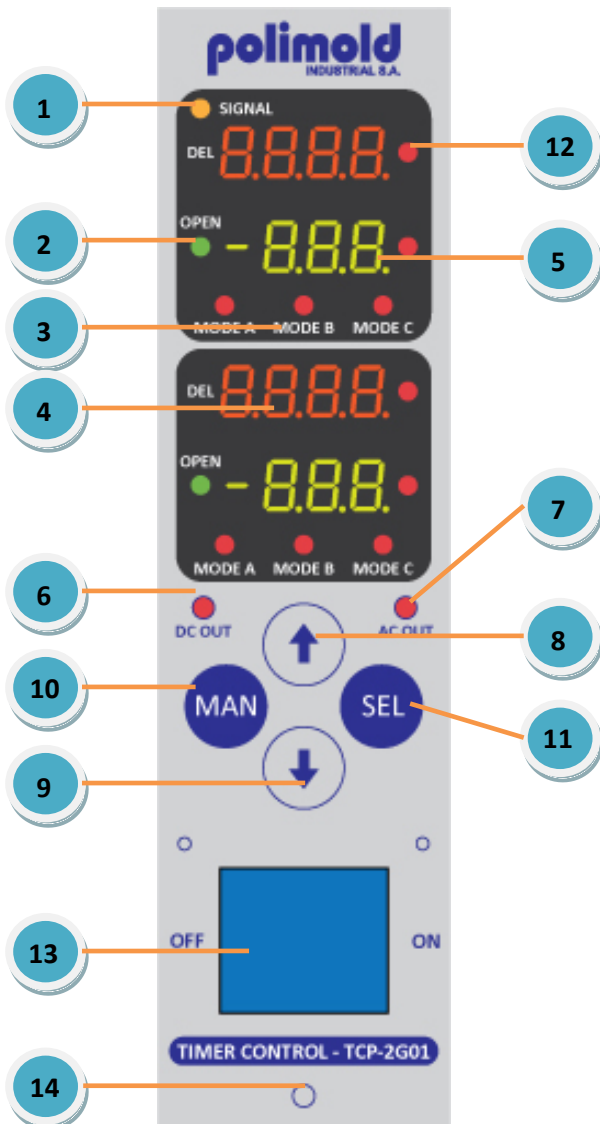 polimold
INDUSTRIAL S.A.
1
SIGNAL
DEL 8.8.8.8.
12
OPEN
2
- 8.8.8.
5
3
MODE A MODE B MODE C
DEL 8.8.8.8.
4
OPEN
- 8.8.8.
7
MODE A MODE B MODE C
6
DC OUT AC OUT
8
10
MAN SEL
11
9
OFF ON
13
TIMER CONTROL - TCP-2G01
14